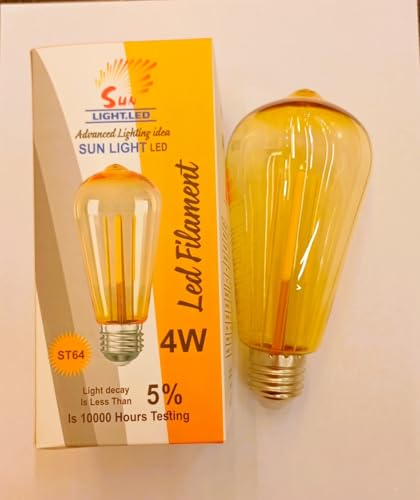 Sun
LIGHT.LED
Advanced Lighting idea
SUN LIGHT LED
Led Filament
4W
ST64
Light decay
Is Less Than 5%
Is 10000 Hours Testing